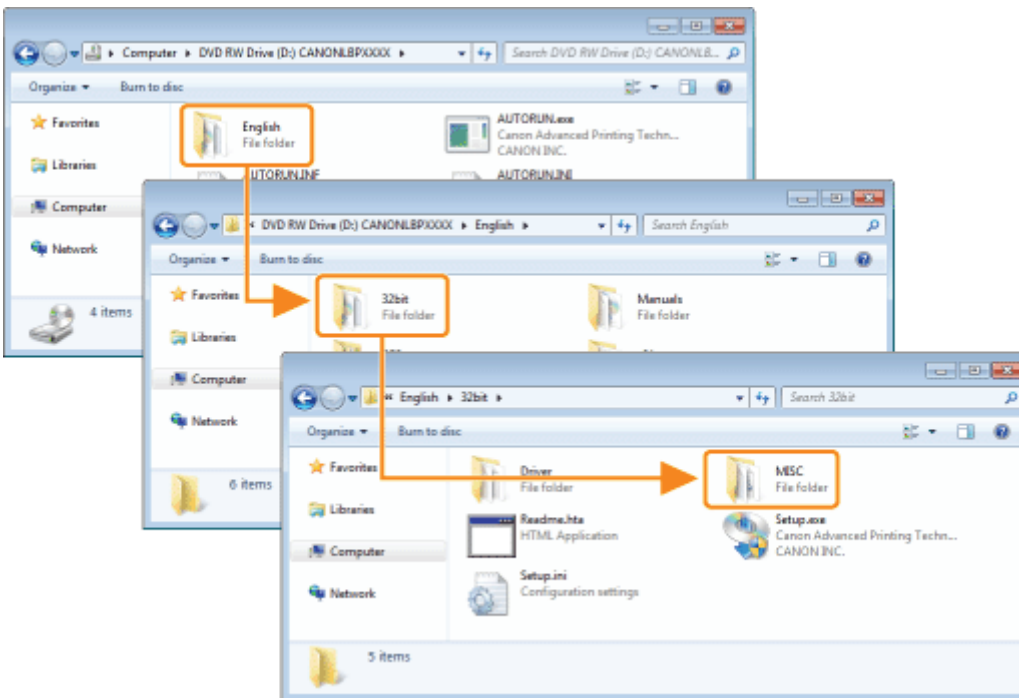 Computer ▸ DVD RW Drive (D:) CANONLBPXXXX ▸
Search DVD RW Drive (D:) CANONLB...
Organize
Burn to disc
Favorites
Libraries
Computer
Network
English
File folder
AUTORUN.exe
Canon Advanced Printing Techn...
CANON INC.
AUTORUN.INF
AUTORUN.INI
4 items
« DVD RW Drive (D:) CANONLBPXXXX ▸ English ▸
Search English
Organize
Burn to disc
Favorites
Libraries
Computer
Network
32bit
File folder
Manuals
File folder
6 items
« English ▸ 32bit ▸
Search 32bit
Organize
Burn to disc
Favorites
Libraries
Computer
Network
Driver
File folder
MISC
File folder
Readme.hta
HTML Application
Setup.exe
Canon Advanced Printing Techn...
CANON INC.
Setup.ini
Configuration settings
5 items